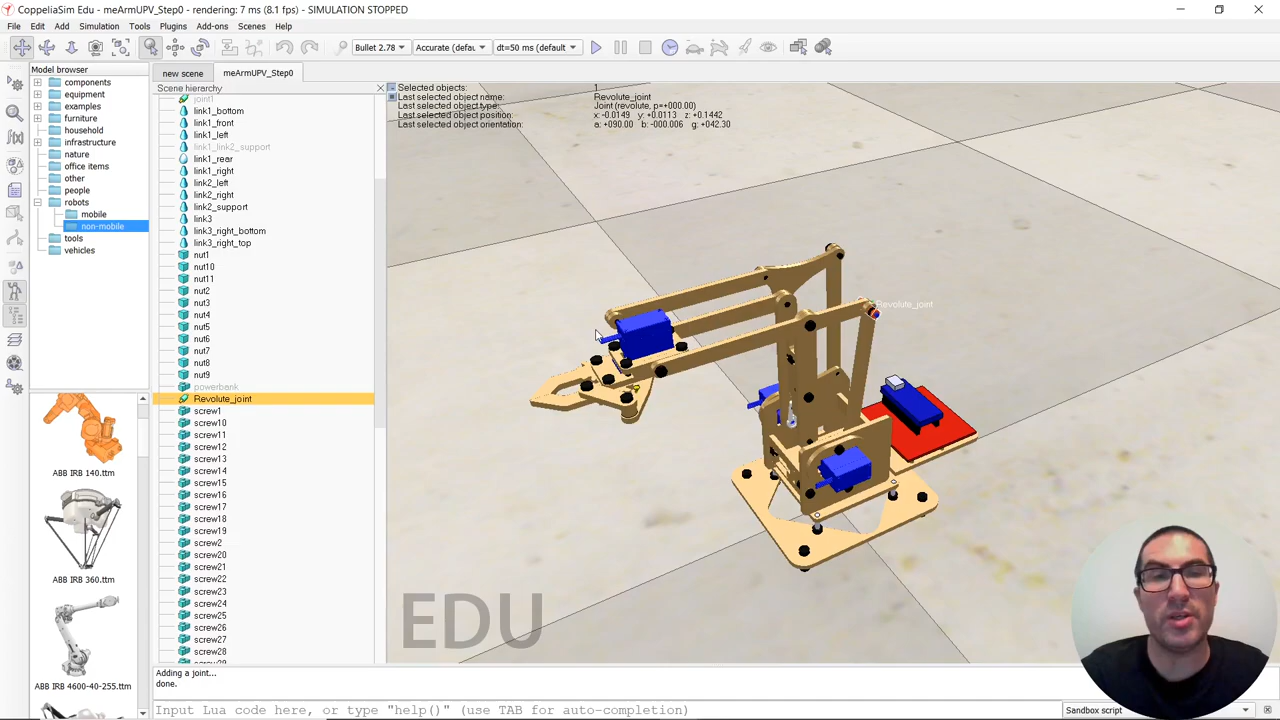 CoppeliaSim Edu - meArmUPV_Step0 - rendering: 7 ms (8.1 fps) - SIMULATION STOPPED
File Edit Add Simulation Tools Plugins Add-ons Scenes Help
Bullet 2.78 Accurate (defau dt=50 ms (default)
Model browser
components
equipment
examples
furniture
household
infrastructure
nature
office items
other
people
robots
mobile
non-mobile
tools
vehicles
ABB IRB 140.ttm
ABB IRB 360.ttm
ABB IRB 4600-40-255.ttm
new scene meArmUPV_Step0
Scene hierarchy
joint1
link1_bottom
link1_front
link1_left
link1_link2_support
link1_rear
link1_right
link2_left
link2_right
link2_support
link3
link3_right_bottom
link3_right_top
nut1
nut10
nut11
nut2
nut3
nut4
nut5
nut6
nut7
nut8
nut9
powerbank
Revolute_joint
screw1
screw10
screw11
screw12
screw13
screw14
screw15
screw16
screw17
screw18
screw19
screw2
screw20
screw21
screw22
screw23
screw24
screw25
screw26
screw27
screw28
screw29
Selected objects: 1
Last selected object name: Revolute_joint
Last selected object type: Joint (revolute, p=+000.00)
Last selected object position: x: -0.0149 y: +0.0113 z: +0.1442
Last selected object orientation: a: +090.00 b: -000.006 g: +042.30
Revolute_joint
EDU
Adding a joint...
done.
Input Lua code here, or type "help()" (use TAB for auto-completion)
Sandbox script